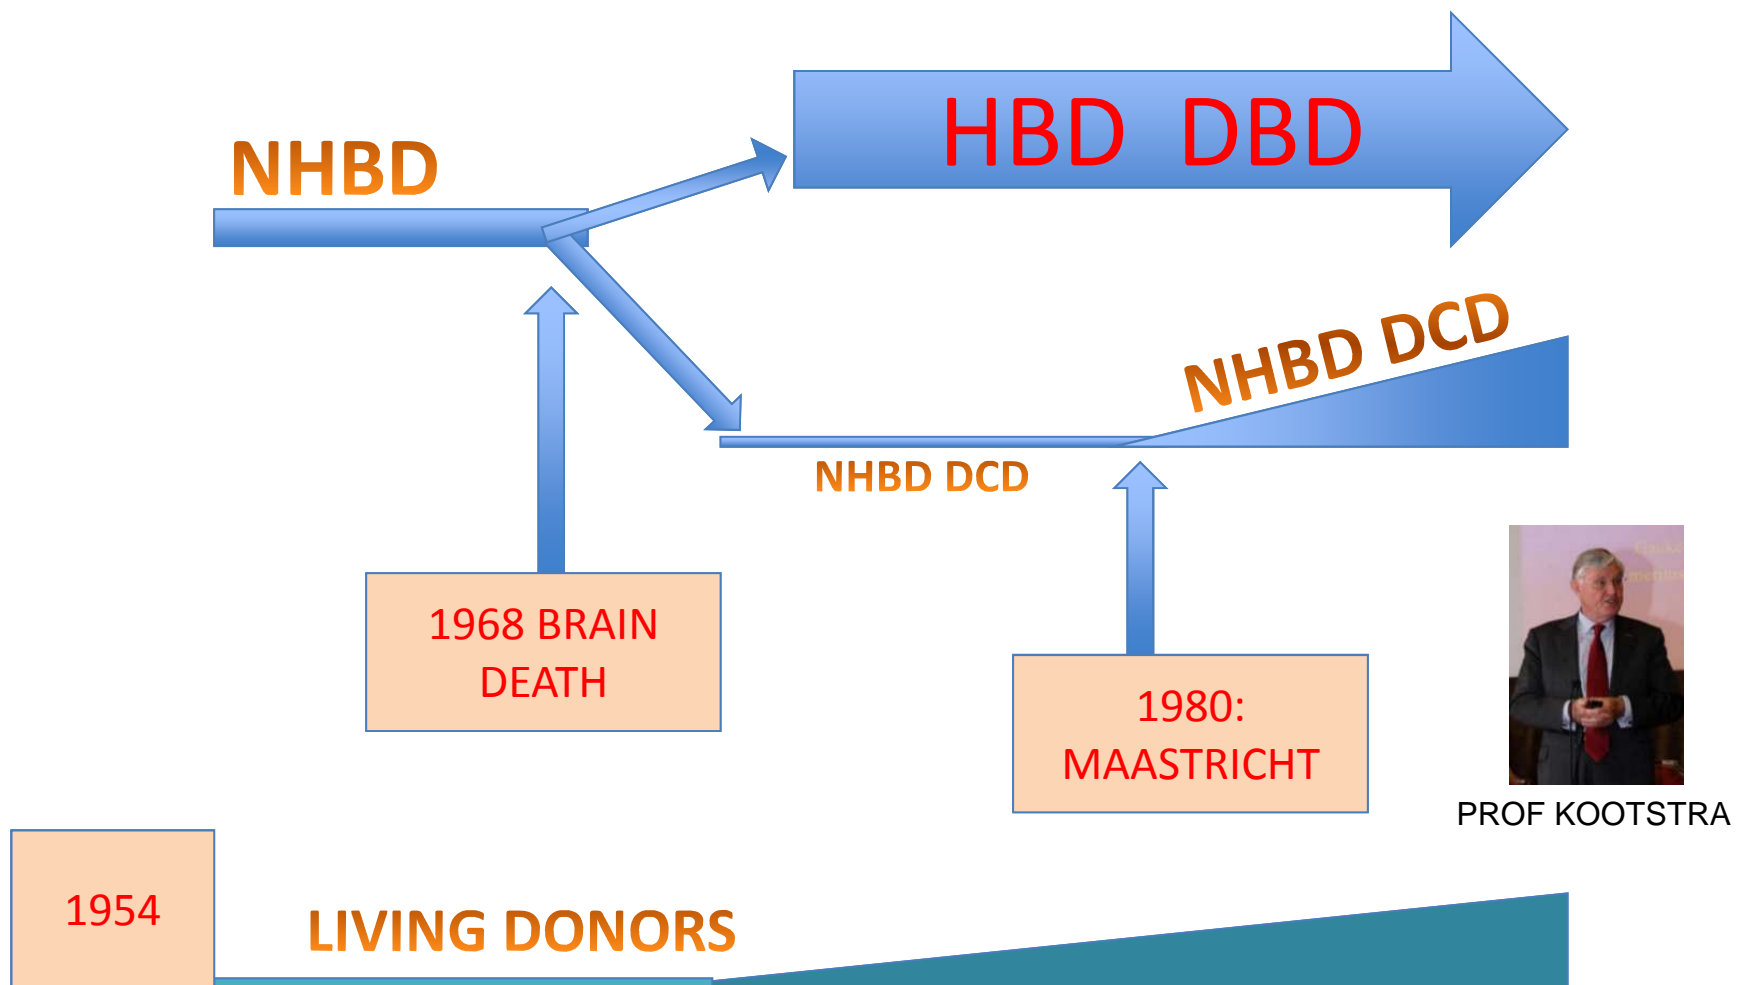 HBD DBD
NHBD
NHBD DCD
NHBD DCD
1968 BRAIN
DEATH
1980:
MAASTRICHT
PROF KOOTSTRA
1954
LIVING DONORS